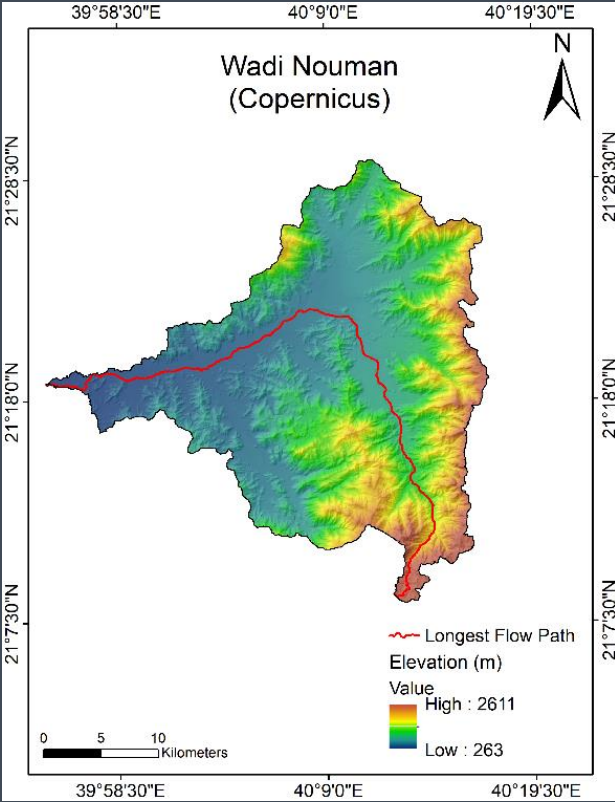 39°58'30"E 40°9'0"E 40°19'30"E
Wadi Nouman
(Copernicus)
N
21°28'30"N 21°28'30"N
21°18'0"N 21°18'0"N
21°7'30"N 21°7'30"N
Longest Flow Path
Elevation (m)
Value
High : 2611
Low : 263
0 5 10
Kilometers
39°58'30"E 40°9'0"E 40°19'30"E